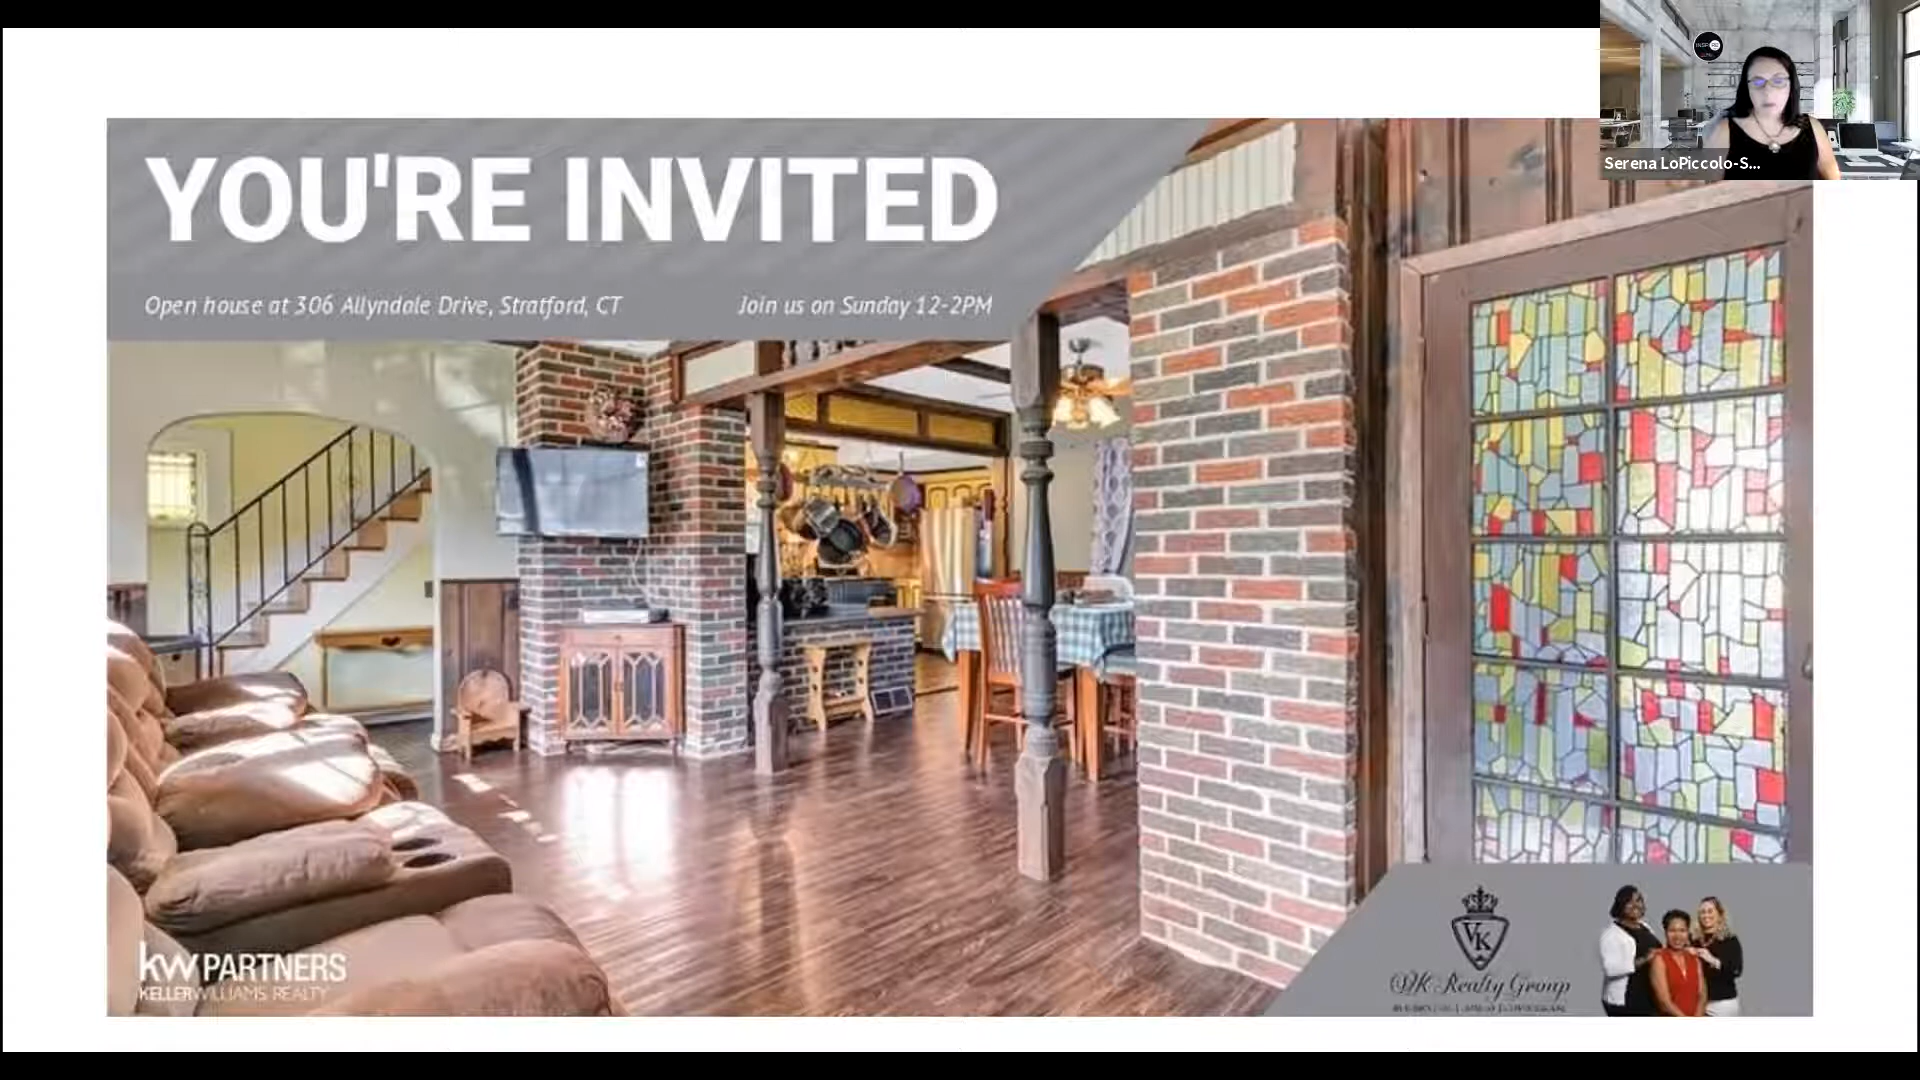 Serena LoPiccolo-S...
YOU'RE INVITED
Open house at 306 Allyndale Drive, Stratford, CT
Join us on Sunday 12-2PM
kw PARTNERS
KELLERWILLIAMS REALTY
VK
VK Realty Group